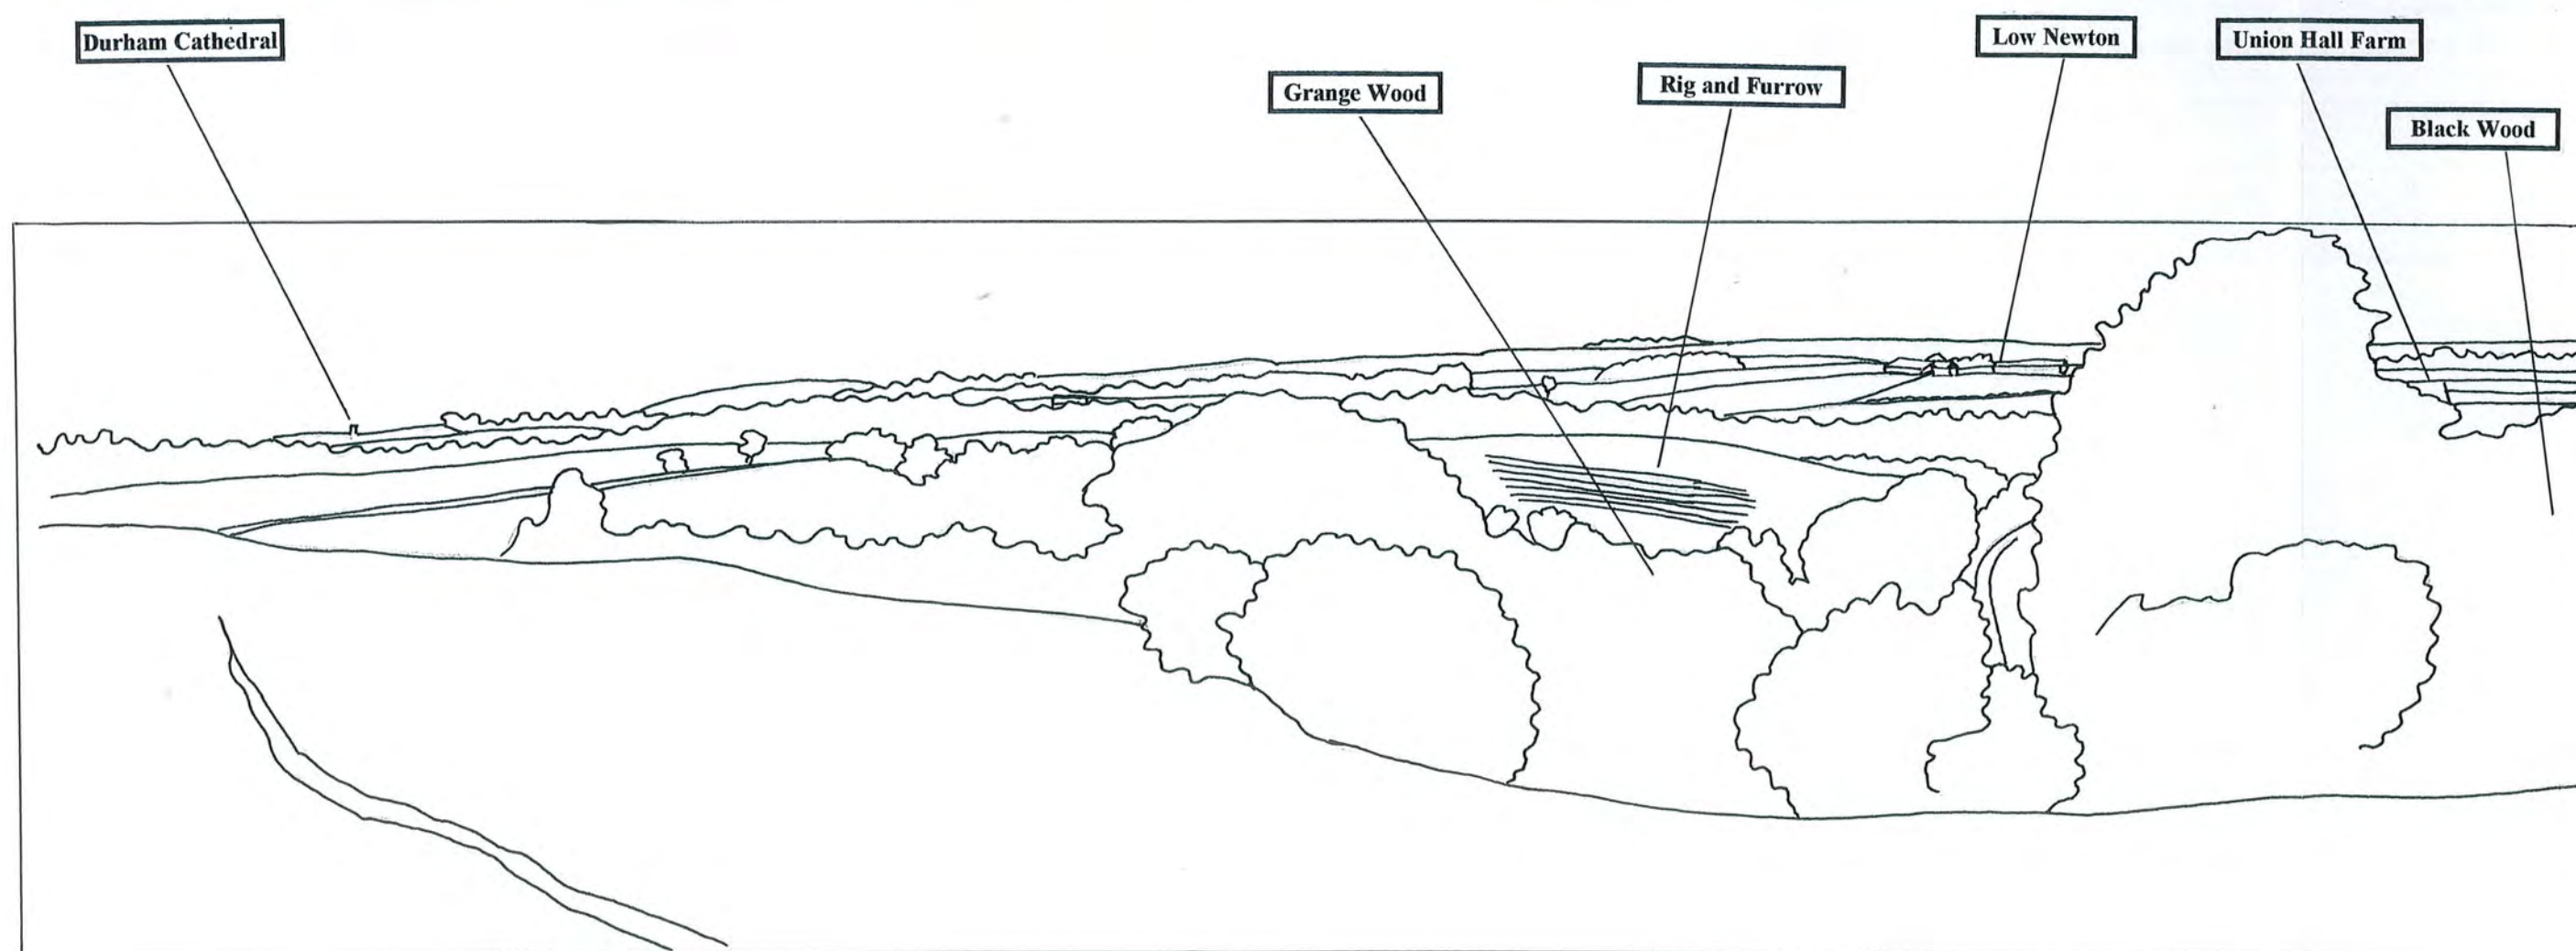 Durham Cathedral
Grange Wood
Rig and Furrow
Low Newton
Union Hall Farm
Black Wood